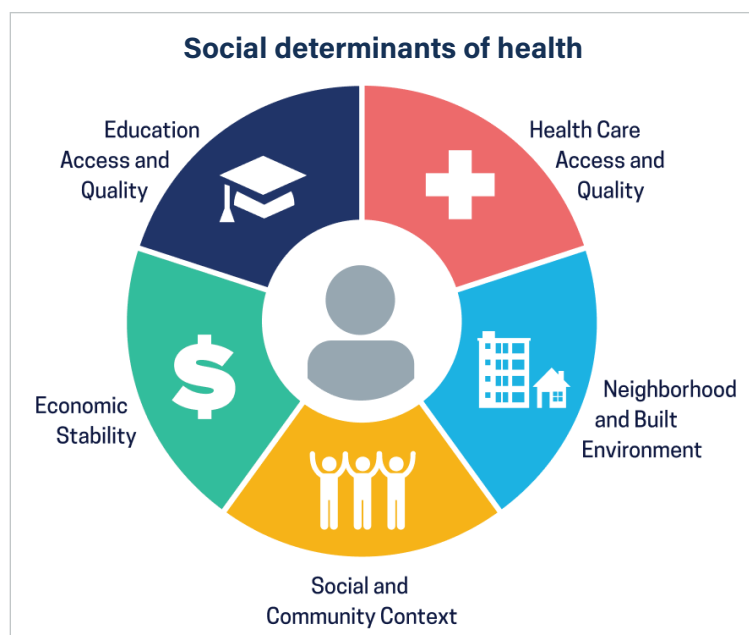 Social determinants of health
Education
Access and
Quality
Health Care
Access and
Quality
$
Economic
Stability
Neighborhood
and Built
Environment
Social and
Community Context